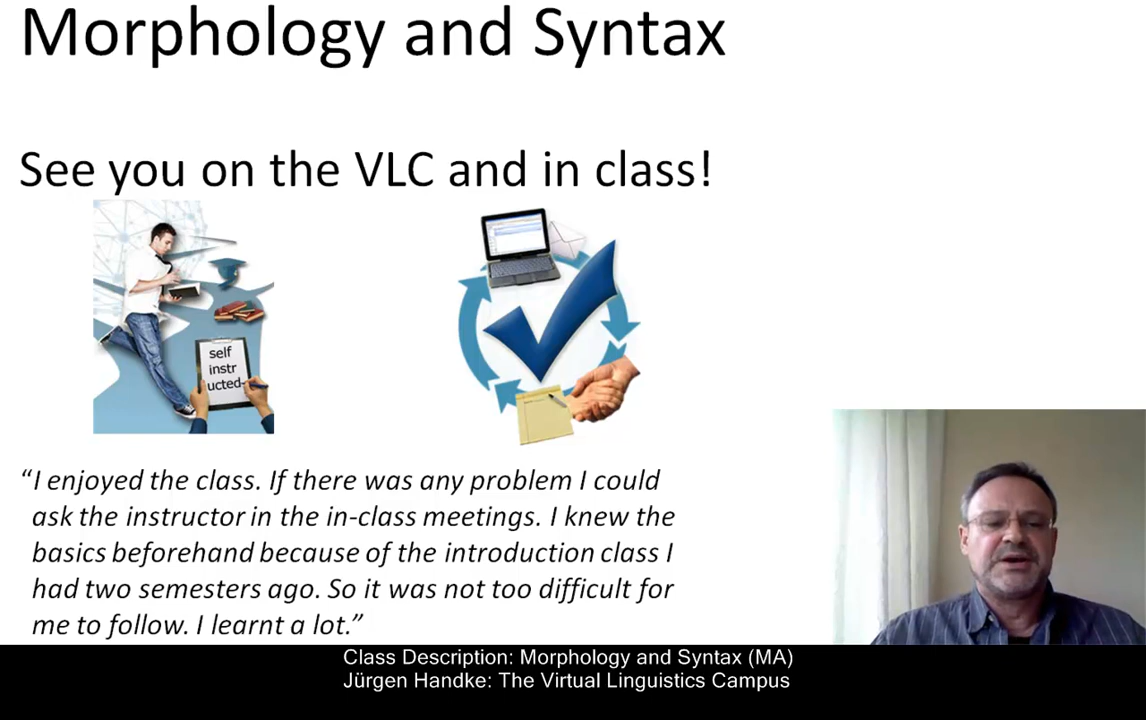 Morphology and Syntax
See you on the VLC and in class!
self
instr
ucted
“I enjoyed the class. If there was any problem I could
ask the instructor in the in-class meetings. I knew the
basics beforehand because of the introduction class I
had two semesters ago. So it was not too difficult for
me to follow. I learnt a lot.”
Class Description: Morphology and Syntax (MA)
Jürgen Handke: The Virtual Linguistics Campus